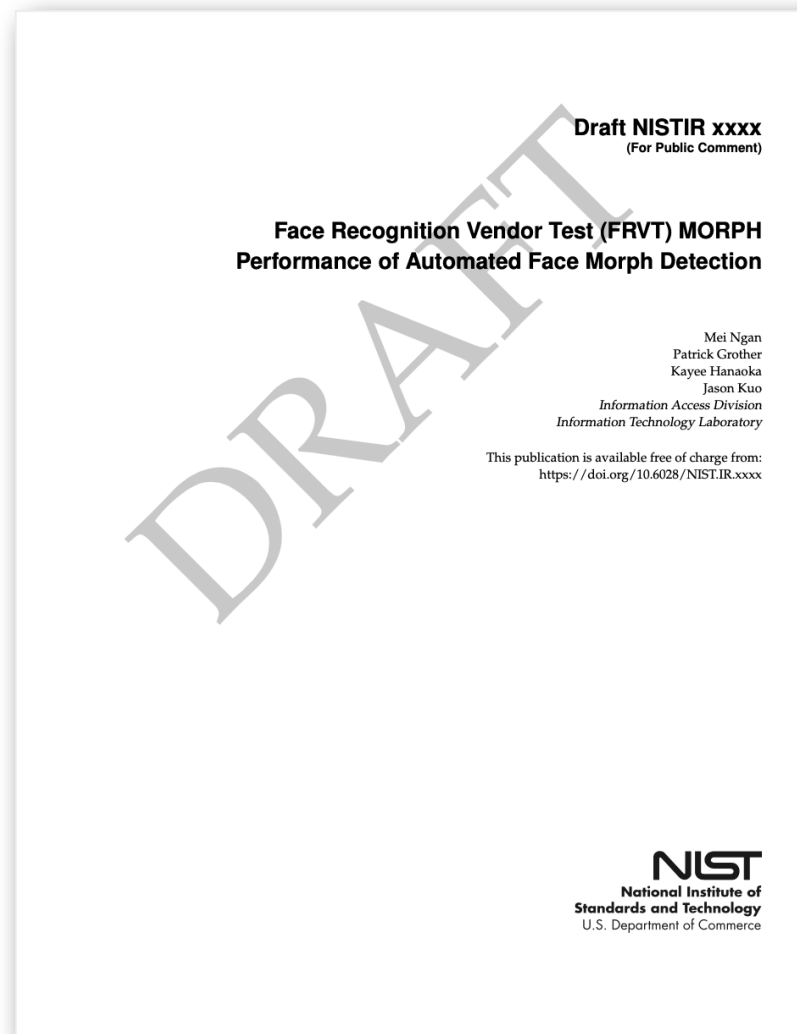 Draft NISTIR xxxx
(For Public Comment)
Face Recognition Vendor Test (FRVT) MORPH
Performance of Automated Face Morph Detection
Mei Ngan
Patrick Grother
Kayee Hanaoka
Jason Kuo
Information Access Division
Information Technology Laboratory
This publication is available free of charge from:
https://doi.org/10.6028/NIST.IR.xxxx
DRAFT
NIST
National Institute of
Standards and Technology
U.S. Department of Commerce